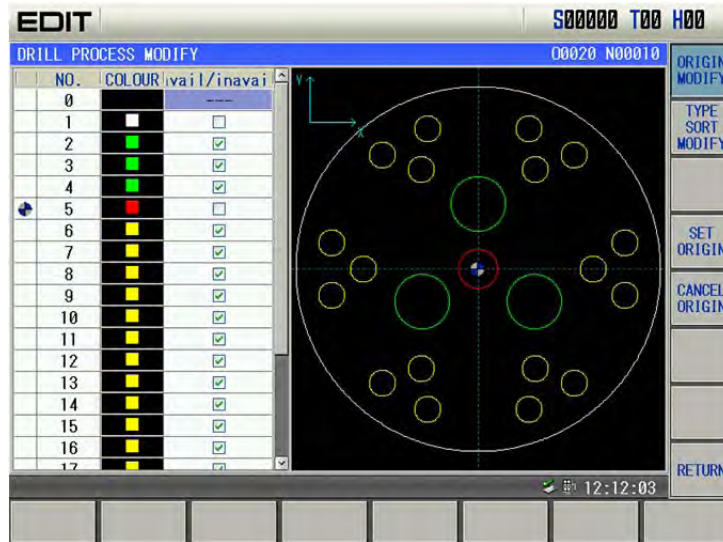 EDIT S00000 T00 H00
DRILL PROCESS MODIFY O0020 N00010
NO. COLOUR vail/inavai
0 ---
1
2
3
4
5
6
7
8
9
10
11
12
13
14
15
16
17
Y
X
ORIGIN
MODIFY
TYPE
SORT
MODIFY
SET
ORIGIN
CANCEL
ORIGIN
RETURN
12:12:03